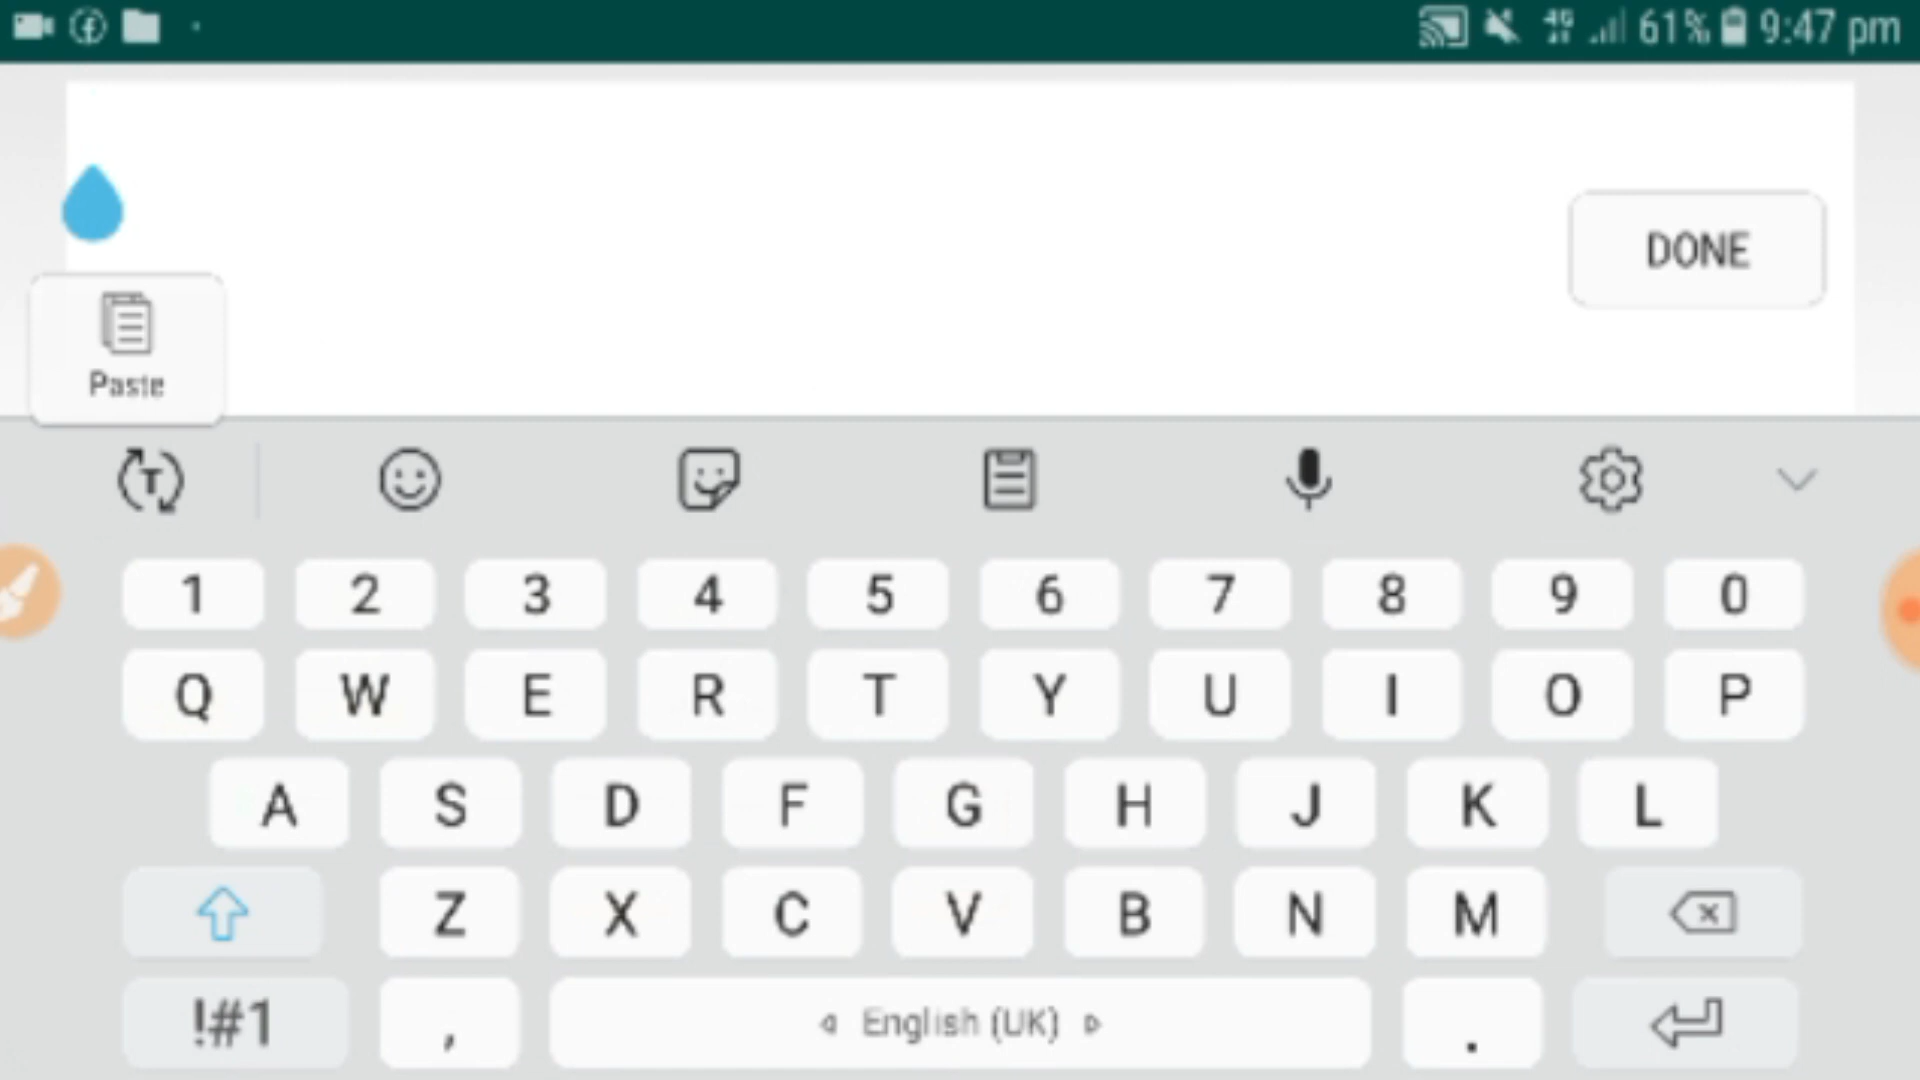 4G 61% 9:47 pm
DONE
Paste
T
1 2 3 4 5 6 7 8 9 0
Q W E R T Y U I O P
A S D F G H J K L
Z X C V B N M
!#1 , English (UK) .